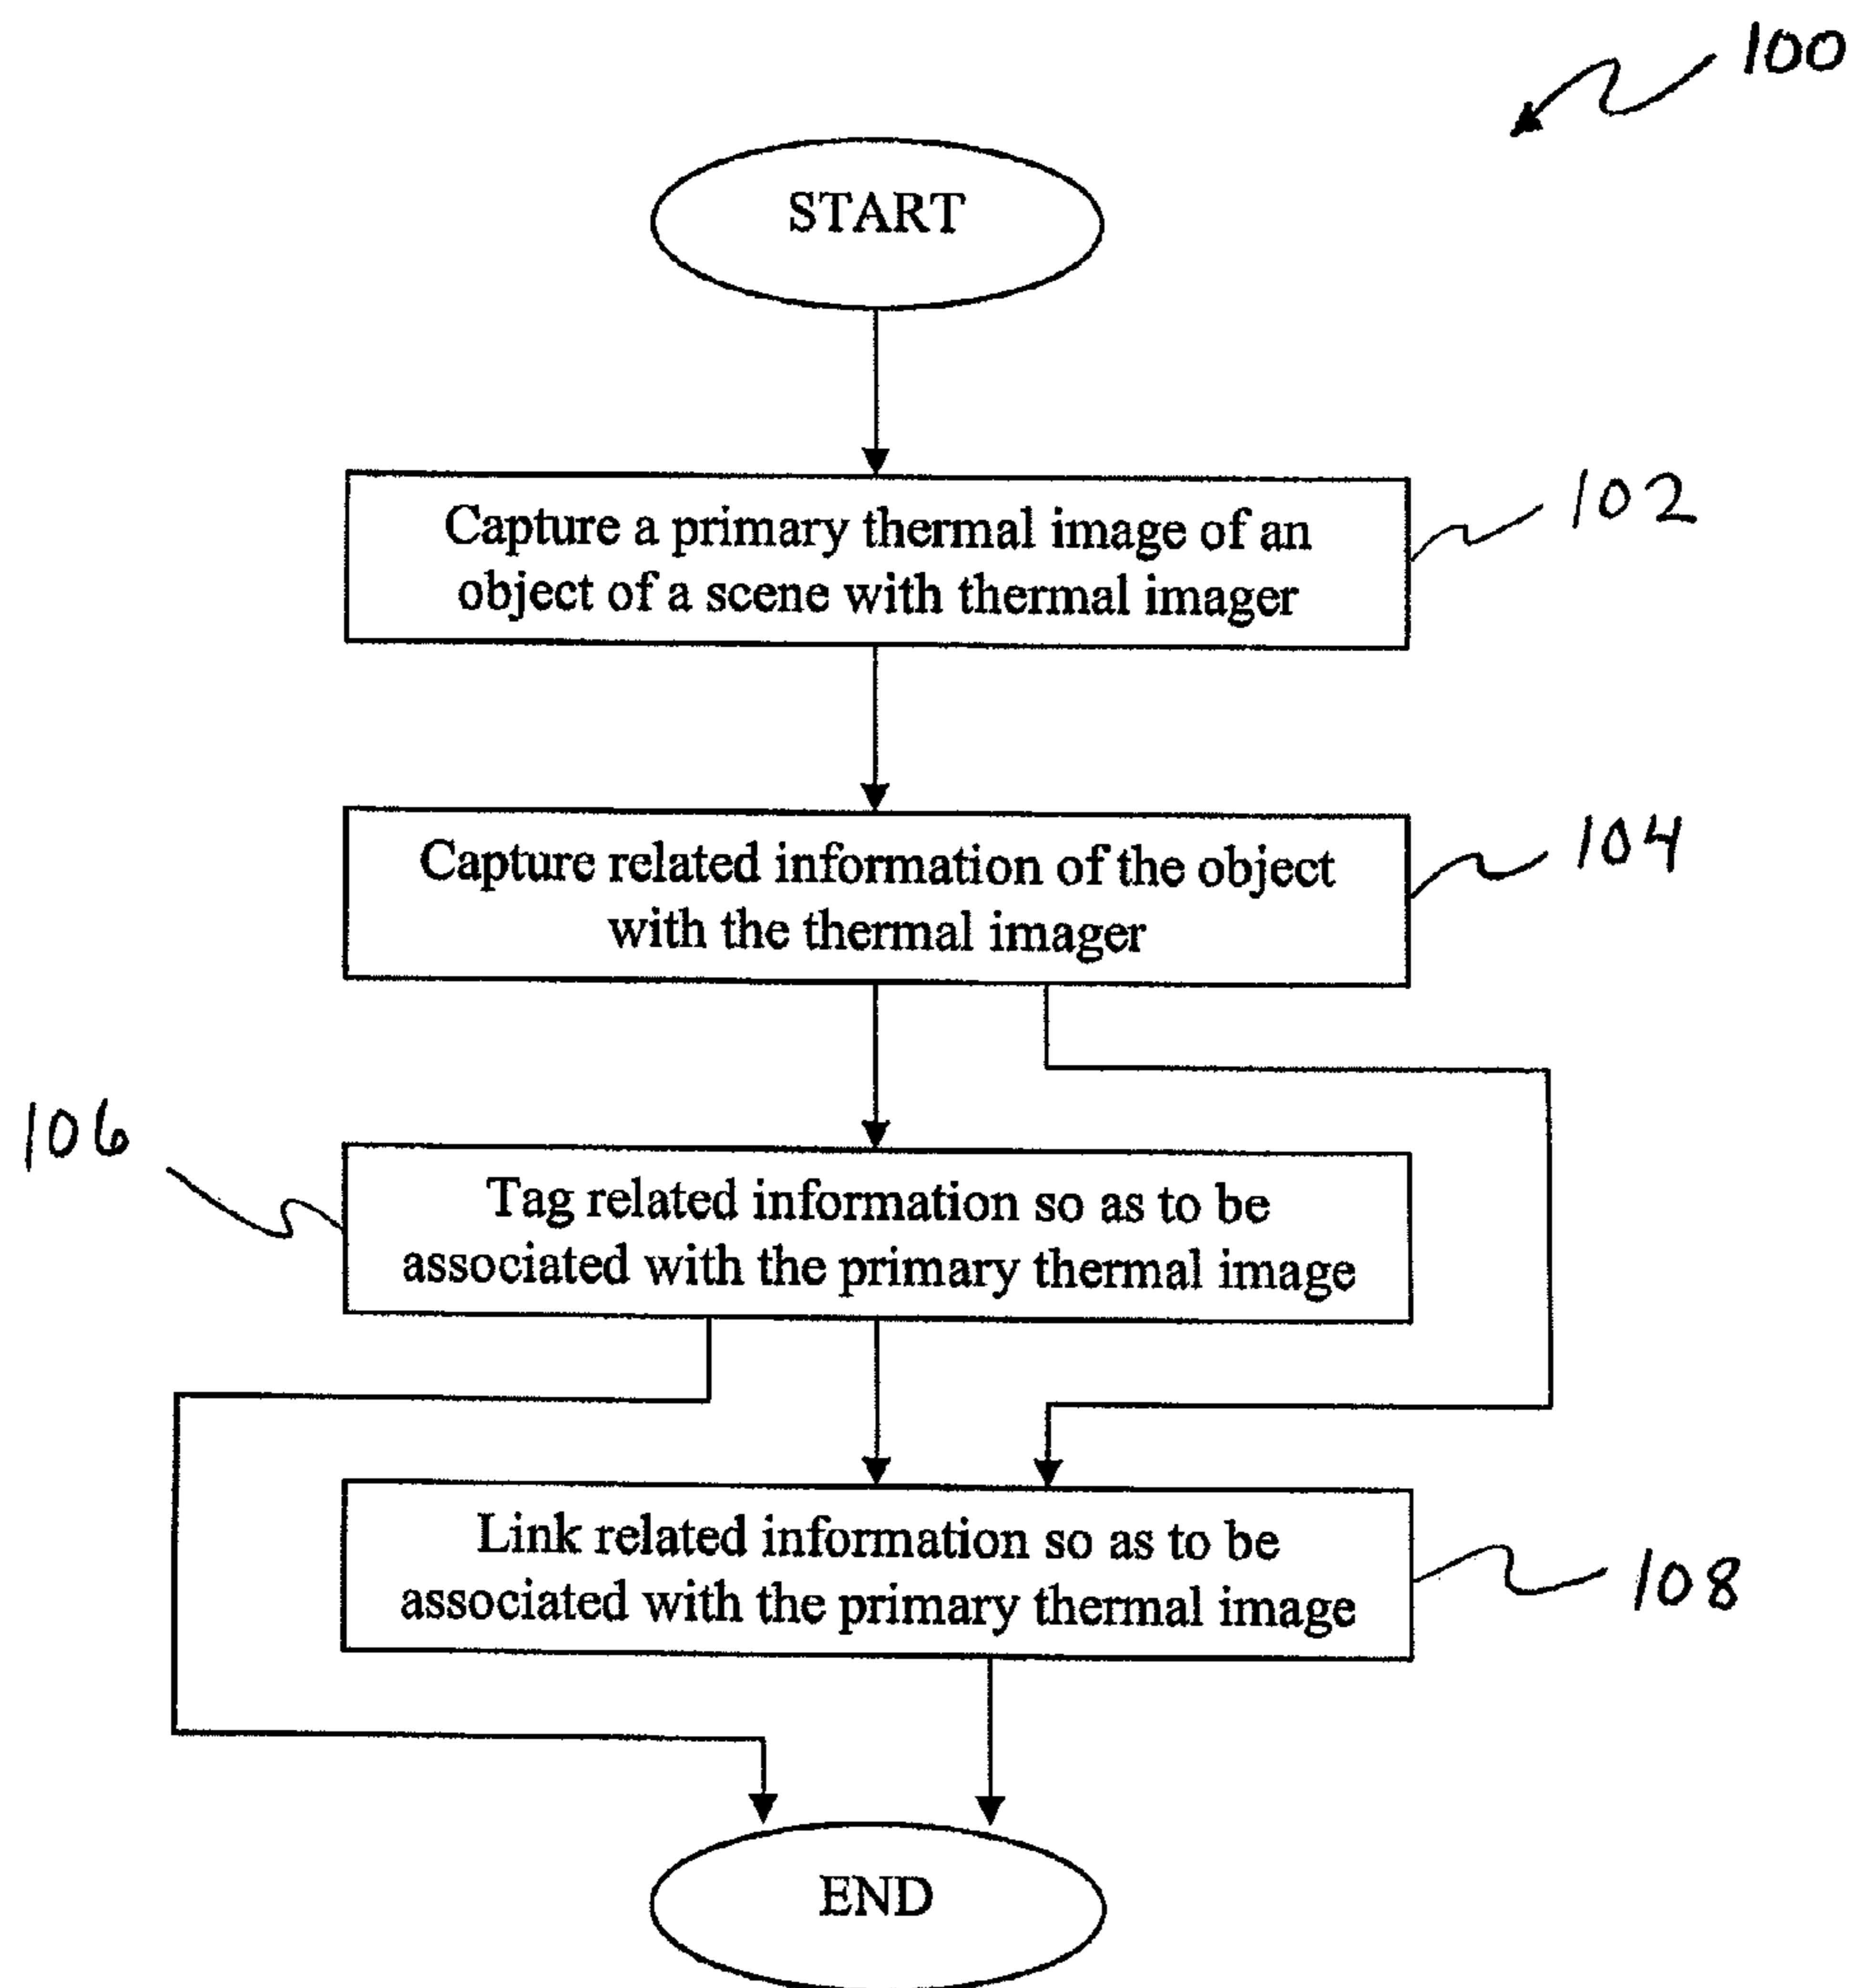 100
START
Capture a primary thermal image of an
object of a scene with thermal imager
102
Capture related information of the object
with the thermal imager
104
106
Tag related information so as to be
associated with the primary thermal image
Link related information so as to be
associated with the primary thermal image
108
END